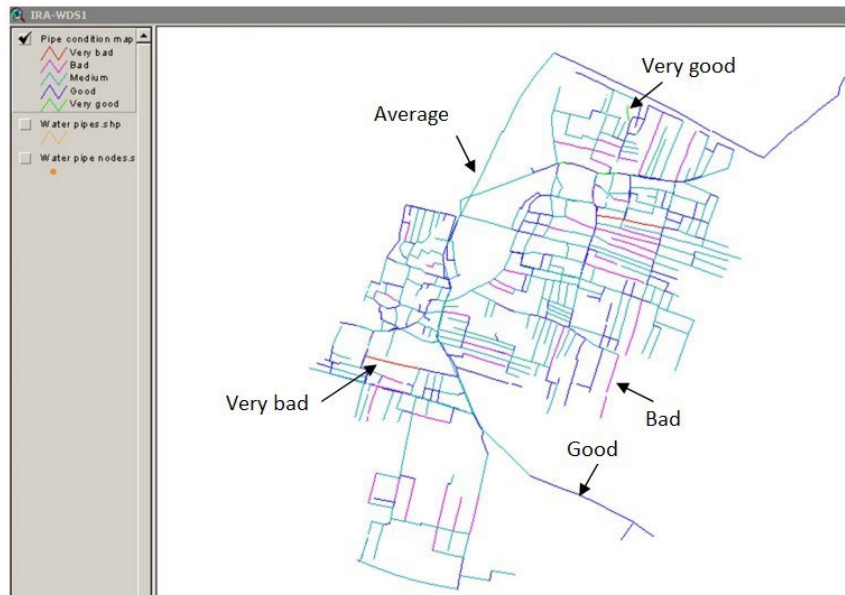 IRA-WDS1
Pipe condition map
Very bad
Bad
Medium
Good
Very good
Water pipes.shp
Water pipe nodes.s
Very good
Average
Very bad
Bad
Good